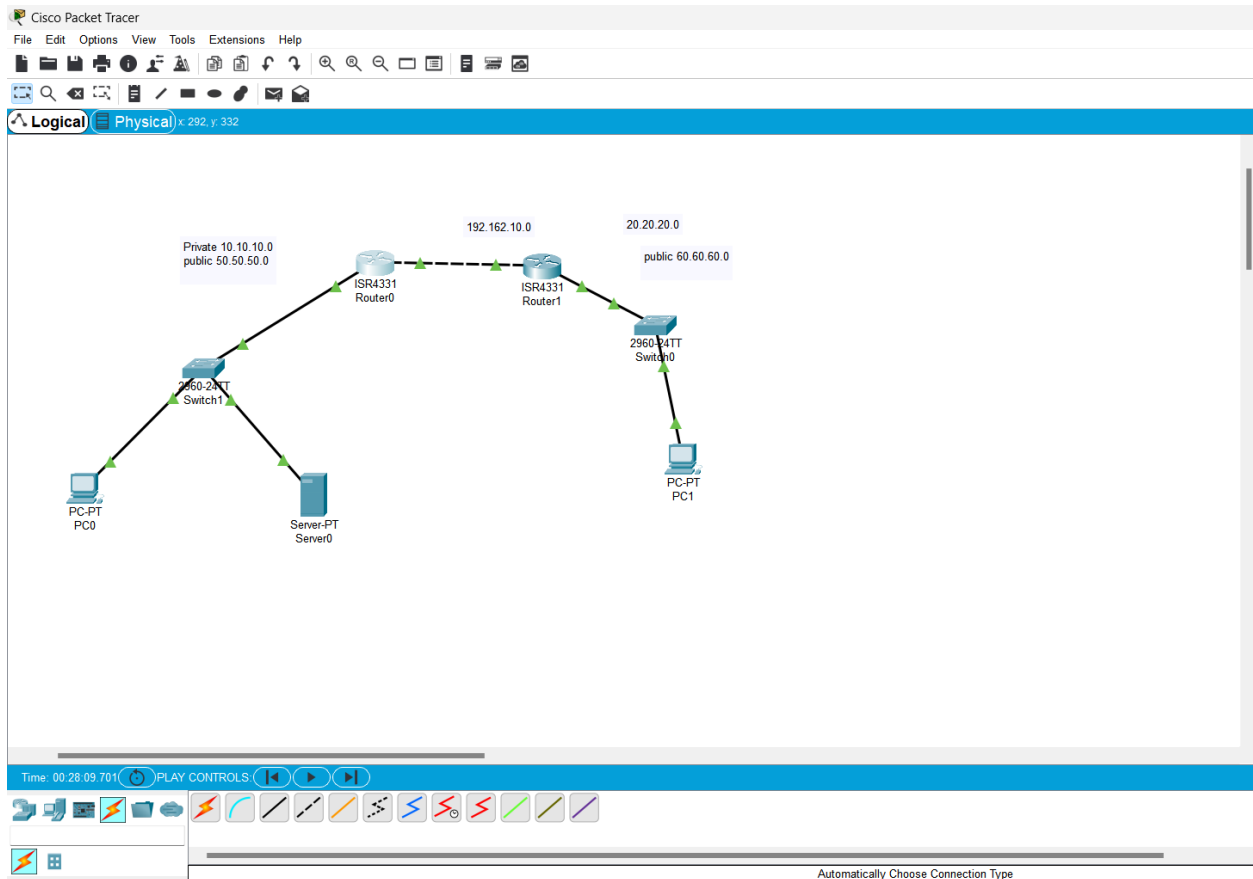 Cisco Packet Tracer
File Edit Options View Tools Extensions Help
Logical Physical x: 292, y: 332
192.162.10.0
20.20.20.0
Private 10.10.10.0
public 50.50.50.0
public 60.60.60.0
ISR4331
Router0
ISR4331
Router1
2960-24TT
Switch0
2960-24TT
Switch1
PC-PT
PC1
PC-PT
PC0
Server-PT
Server0
Time: 00:28:09.701 PLAY CONTROLS:
Automatically Choose Connection Type